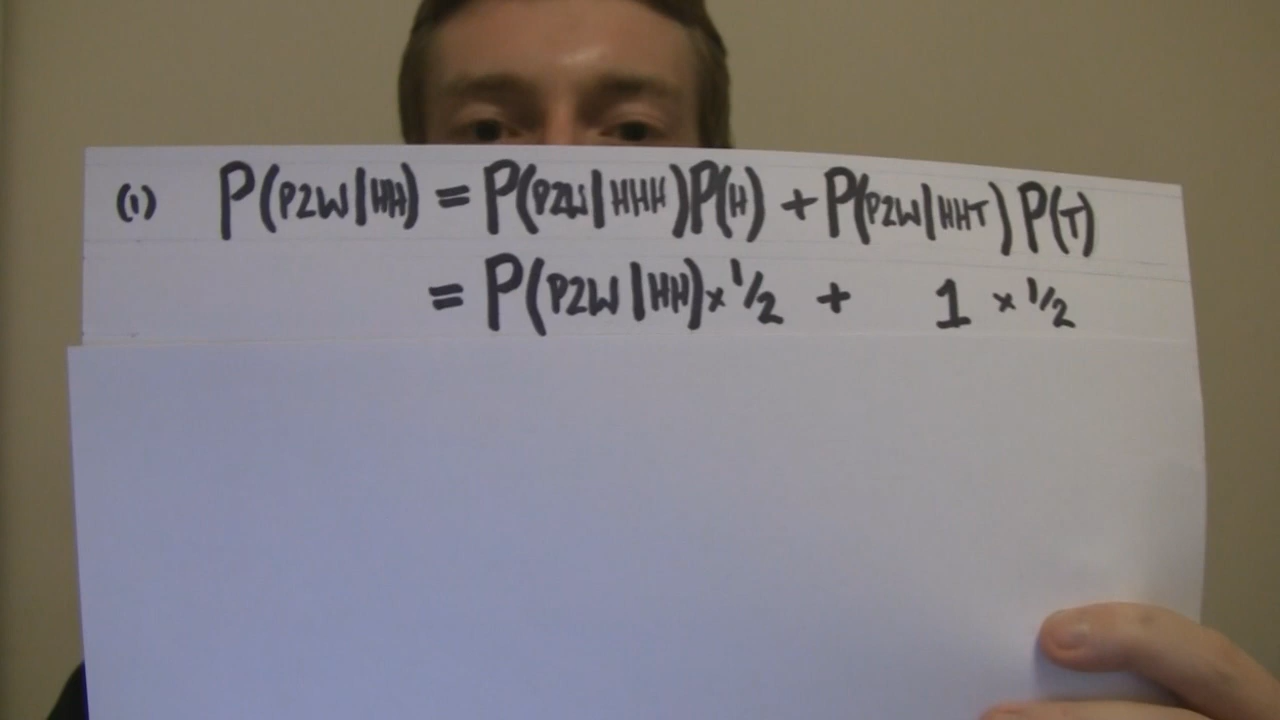 (1) P(P2W|HH) = P(P2W|HHH)P(H) + P(P2W|HHT)P(T)
= P(P2W|HH)×1/2 + 1 × 1/2